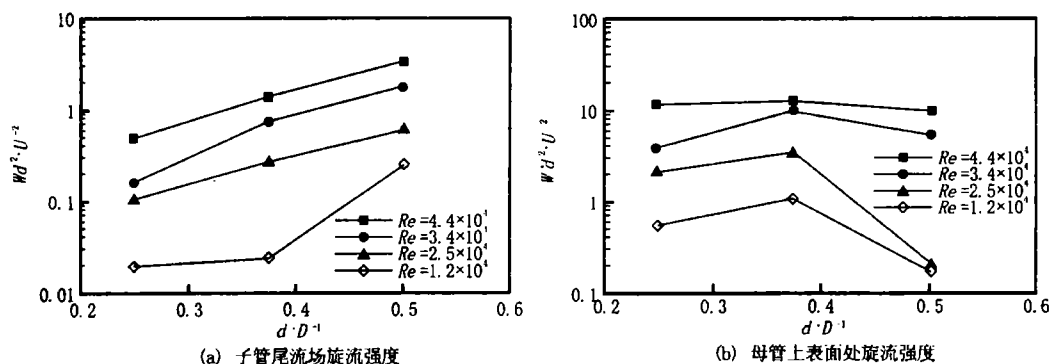 10
1
0.1
0.01
Wd²·U⁻²
0.2
0.3
0.4
0.5
0.6
d·D⁻¹
Re=4.4×10⁴
Re=3.4×10⁴
Re=2.5×10⁴
Re=1.2×10⁴
(a) 子管尾流场旋流强度
100
10
1
0.1
Wd²·U⁻²
0.2
0.3
0.4
0.5
0.6
d·D⁻¹
Re=4.4×10⁴
Re=3.4×10⁴
Re=2.5×10⁴
Re=1.2×10⁴
(b) 母管上表面处旋流强度